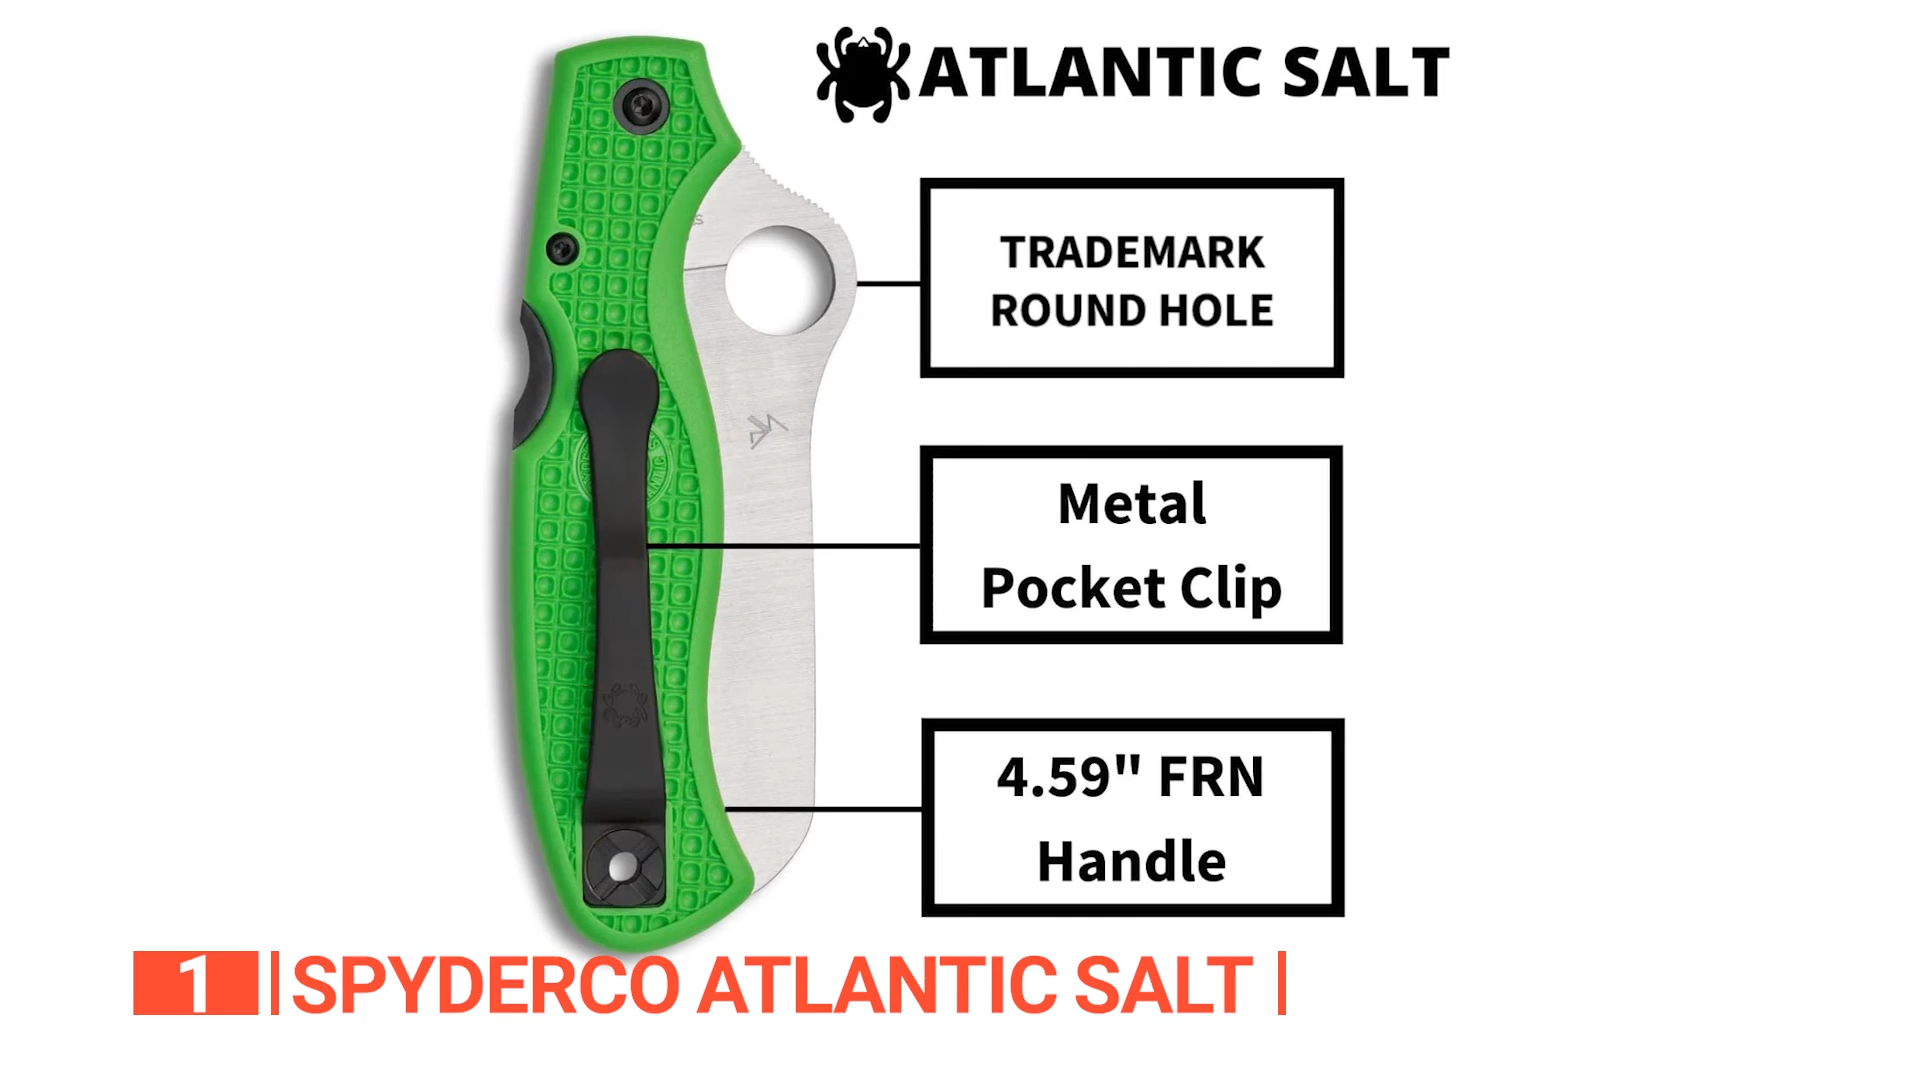 ATLANTIC SALT
TRADEMARK
ROUND HOLE
Metal
Pocket Clip
4.59" FRN
Handle
1 SPYDERCO ATLANTIC SALT